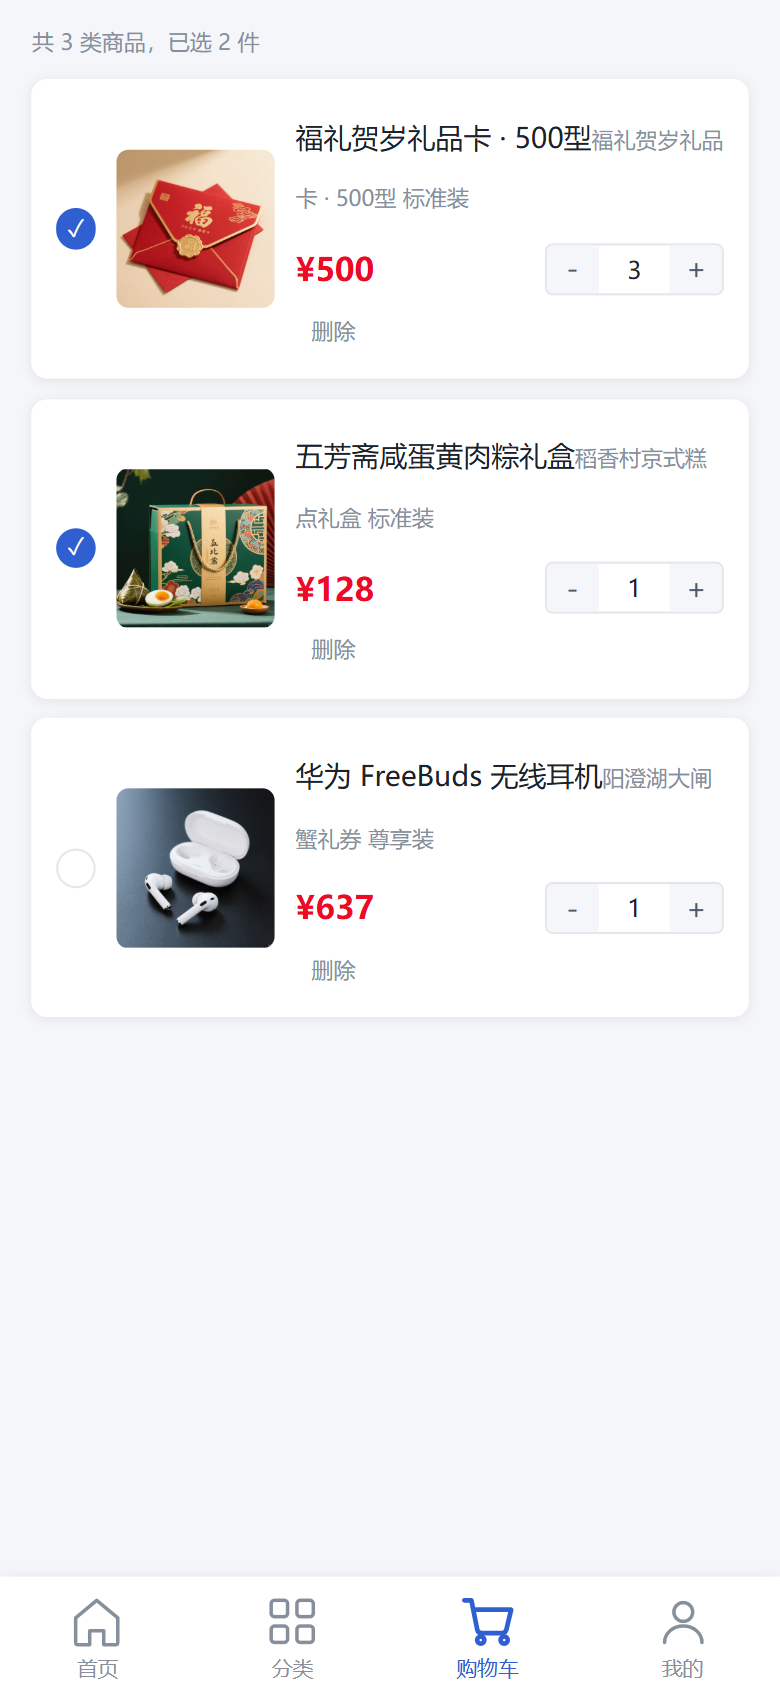 共 3 类商品，已选 2 件
福礼贺岁礼品卡 · 500型福礼贺岁礼品
卡 · 500型 标准装
福
¥500
- 3 +
删除
五芳斋咸蛋黄肉粽礼盒稻香村京式糕
点礼盒 标准装
¥128
- 1 +
删除
华为 FreeBuds 无线耳机阳澄湖大闸
蟹礼券 尊享装
¥637
- 1 +
删除
首页 分类 购物车 我的